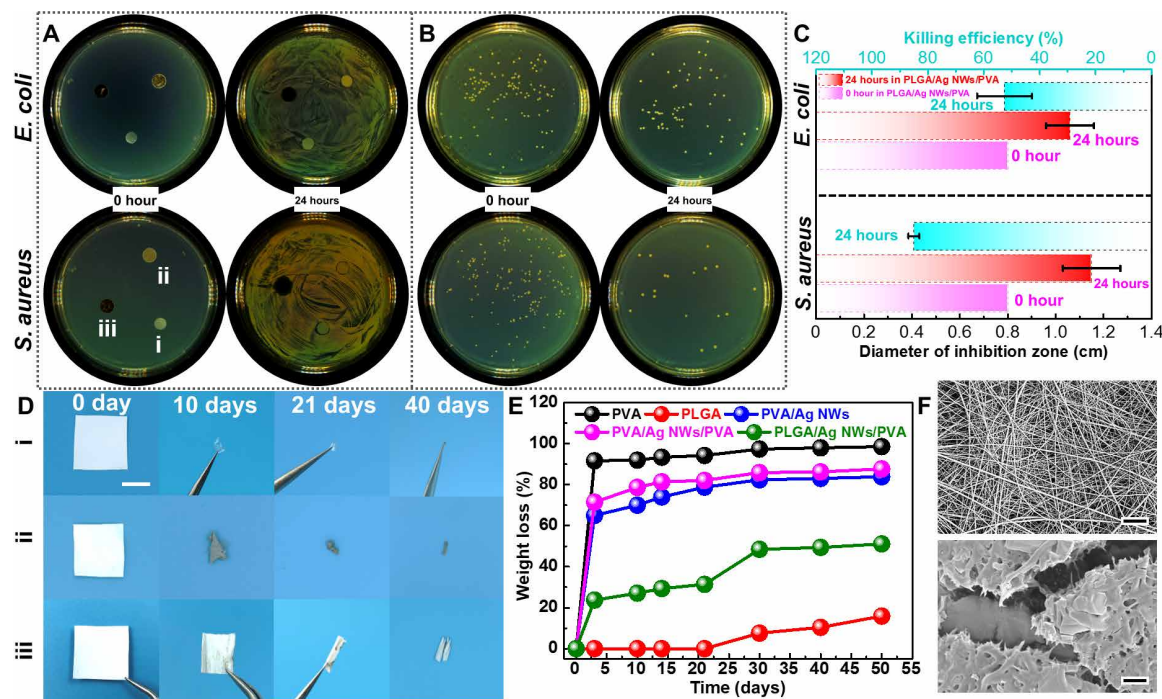 A
B
C
E. coli
S. aureus
0 hour
24 hours
0 hour
24 hours
ii
iii
i
Killing efficiency (%)
120 100 80 60 40 20
24 hours in PLGA/Ag NWs/PVA
0 hour in PLGA/Ag NWs/PVA
24 hours
24 hours
0 hour
24 hours
24 hours
0 hour
E. coli
S. aureus
0 0.4 0.6 0.8 1.0 1.2 1.4
Diameter of inhibition zone (cm)
D
0 day
10 days
21 days
40 days
i
ii
iii
E
120
100
80
60
40
20
0
PVA PLGA PVA/Ag NWs
PVA/Ag NWs/PVA PLGA/Ag NWs/PVA
Weight loss (%)
0 5 10 15 20 25 30 35 40 45 50 55
Time (days)
F